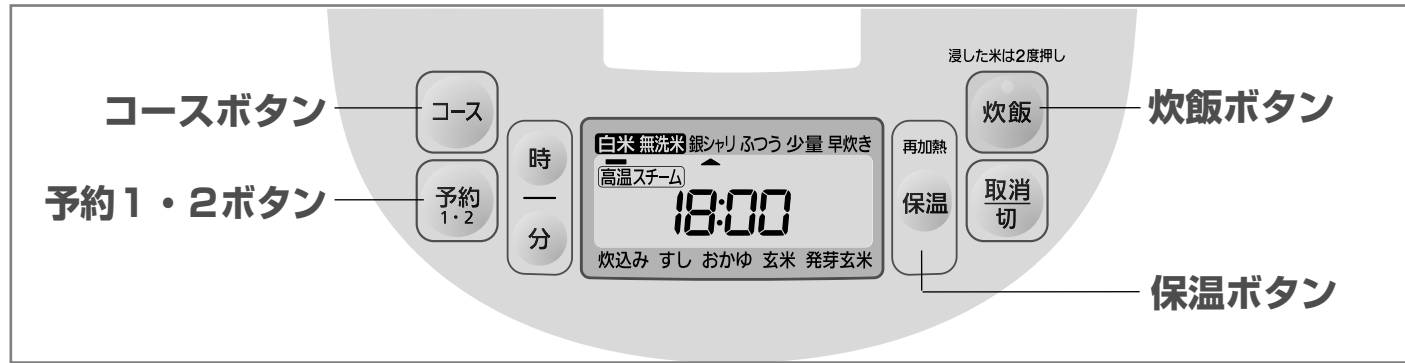 浸した米は2度押し
コースボタン
コース
炊飯
炊飯ボタン
時
分
白米 無洗米 銀シャリ ふつう 少量 早炊き
高温スチーム
18:00
炊込み すし おかゆ 玄米 発芽玄米
再加熱
保温
予約1・2ボタン
予約
1・2
取消
切
保温ボタン